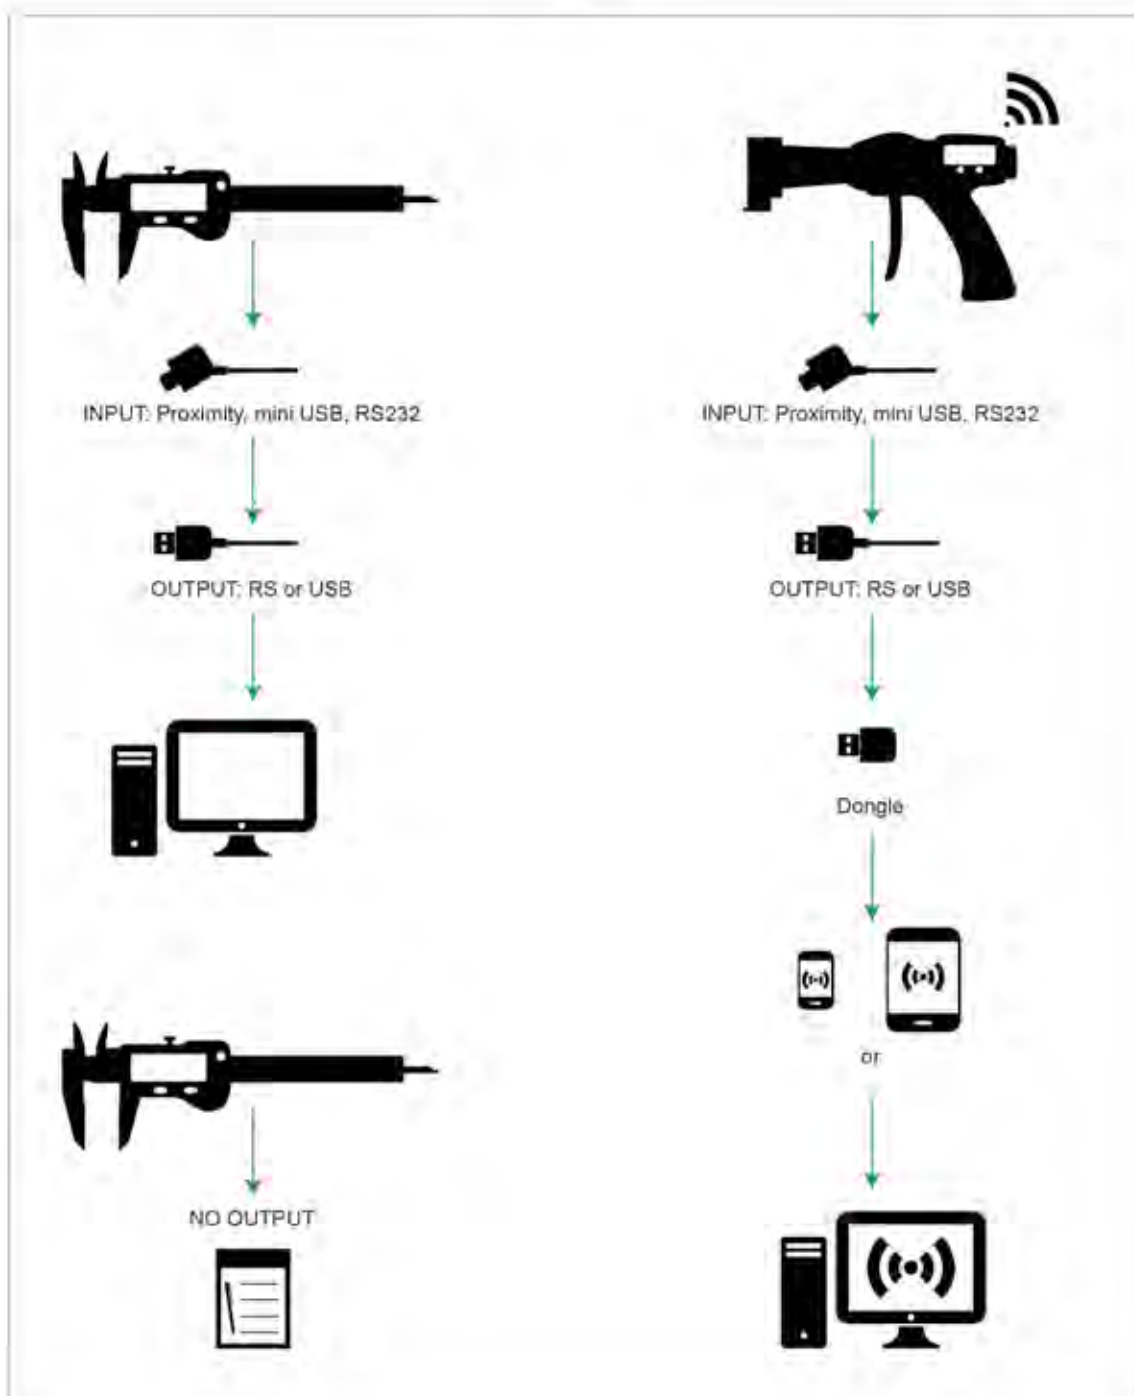 INPUT: Proximity, mini USB, RS232
OUTPUT: RS or USB
NO OUTPUT
INPUT: Proximity, mini USB, RS232
OUTPUT: RS or USB
Dongle
or